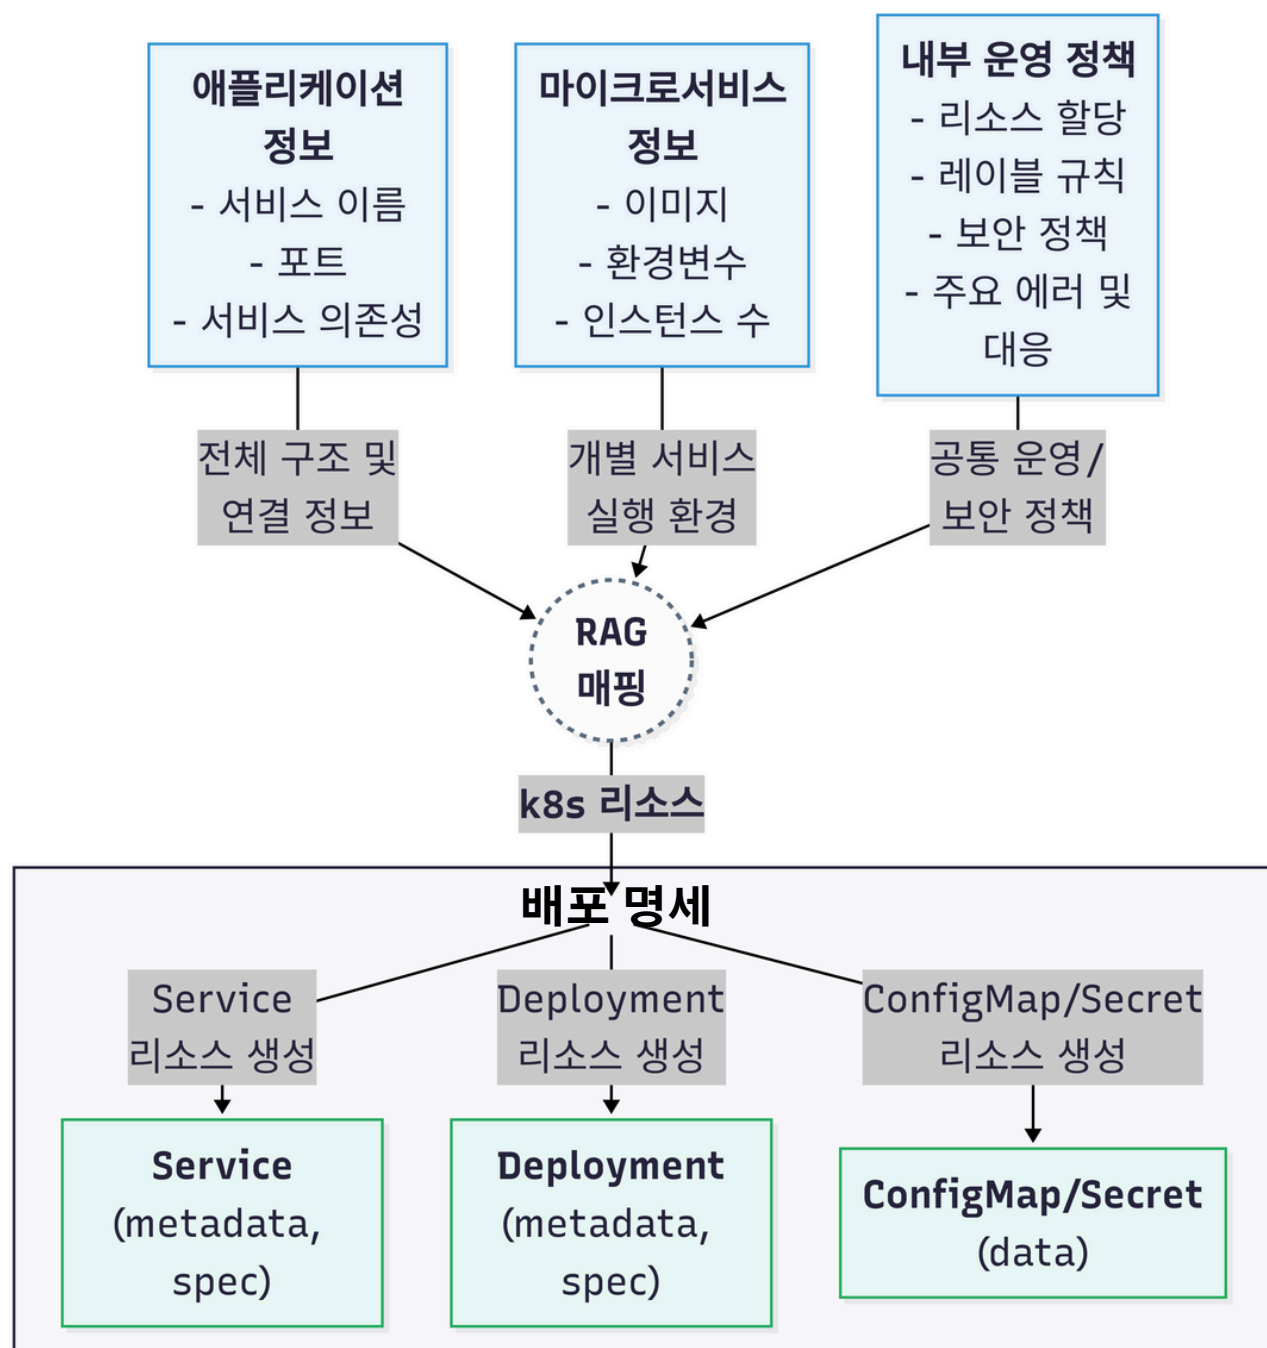 애플리케이션
정보
- 서비스 이름
- 포트
- 서비스 의존성
마이크로서비스
정보
- 이미지
- 환경변수
- 인스턴스 수
내부 운영 정책
- 리소스 할당
- 레이블 규칙
- 보안 정책
- 주요 에러 및
대응
전체 구조 및
연결 정보
개별 서비스
실행 환경
공통 운영/
보안 정책
RAG
매핑
k8s 리소스
배포 명세
Service
리소스 생성
Deployment
리소스 생성
ConfigMap/Secret
리소스 생성
Service
(metadata,
spec)
Deployment
(metadata,
spec)
ConfigMap/Secret
(data)